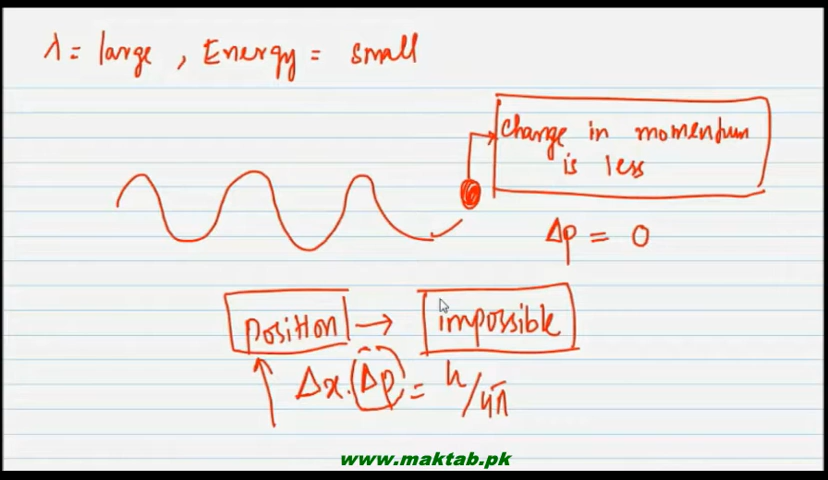 λ = large , Energy = small
change in momentum
is less
Δp = 0
position → impossible
Δx.(Δp) = h/4π
www.maktab.pk